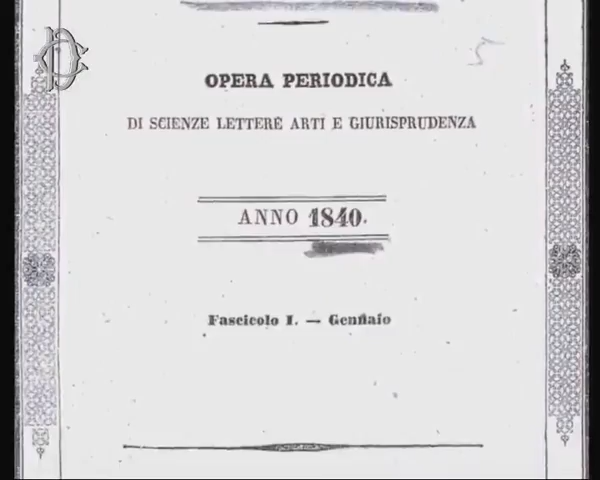 OPERA PERIODICA
DI SCIENZE LETTERE ARTI E GIURISPRUDENZA
ANNO 1840.
Fascicolo I. — Gennaio